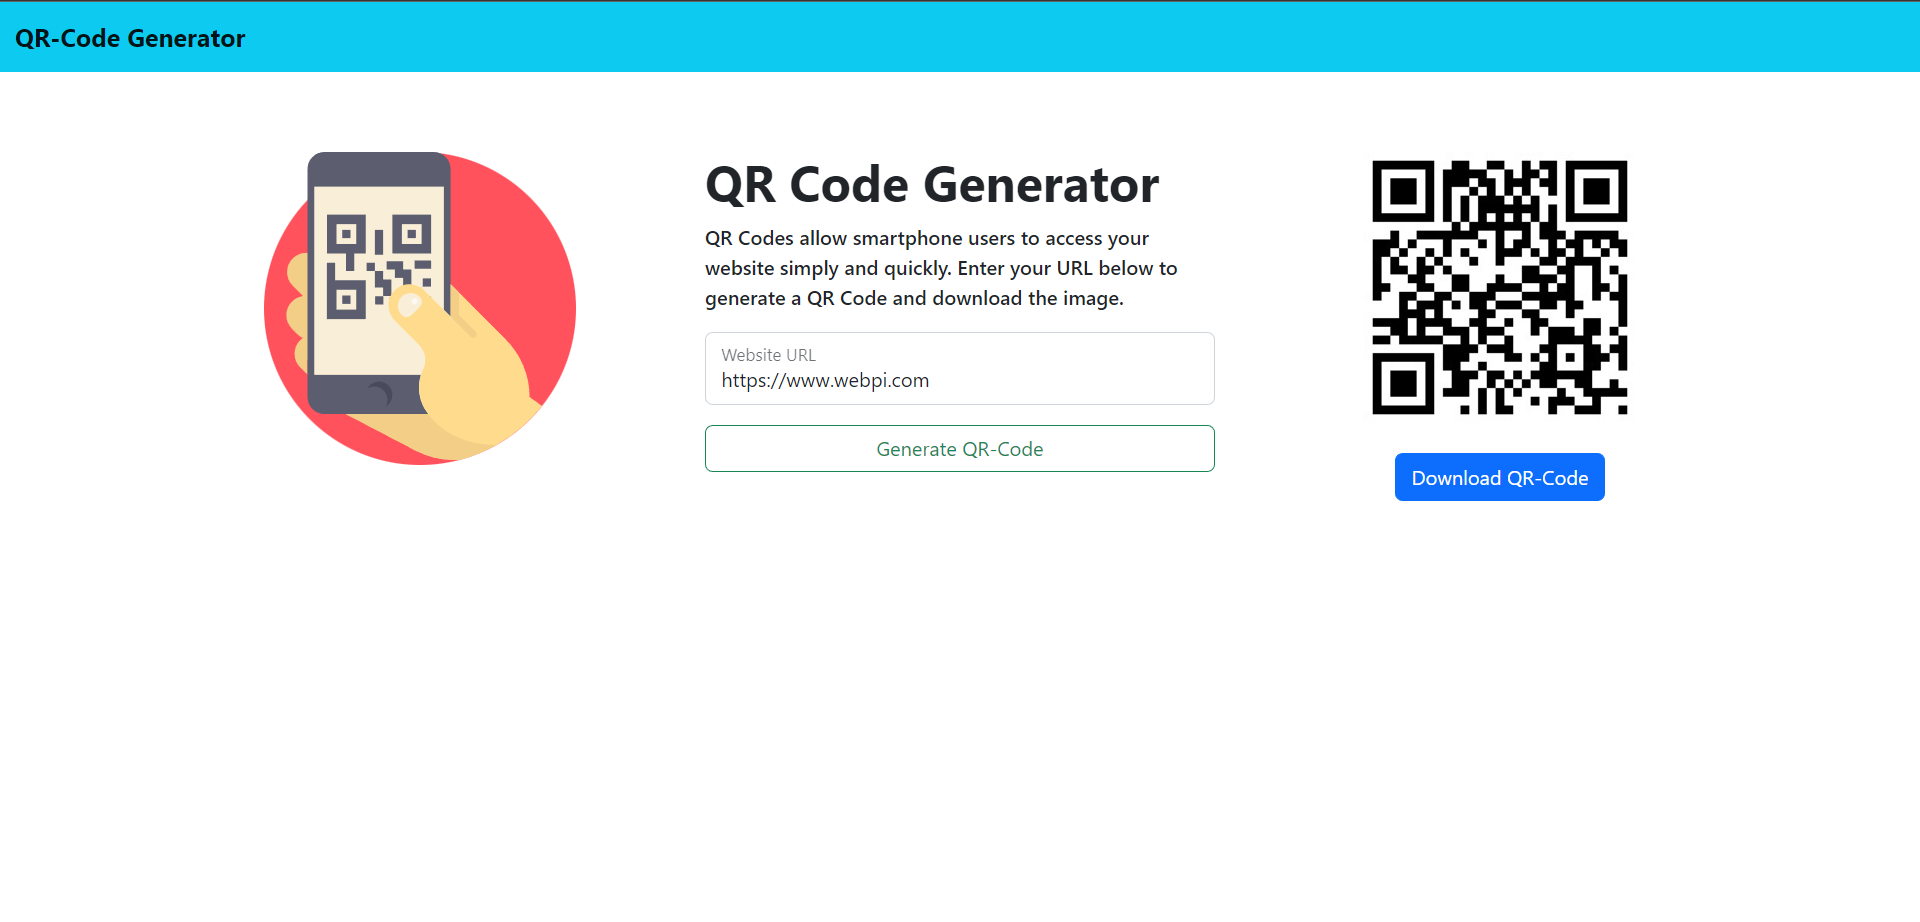 QR-Code Generator
QR Code Generator
QR Codes allow smartphone users to access your
website simply and quickly. Enter your URL below to
generate a QR Code and download the image.
Website URL
https://www.webpi.com
Generate QR-Code
Download QR-Code